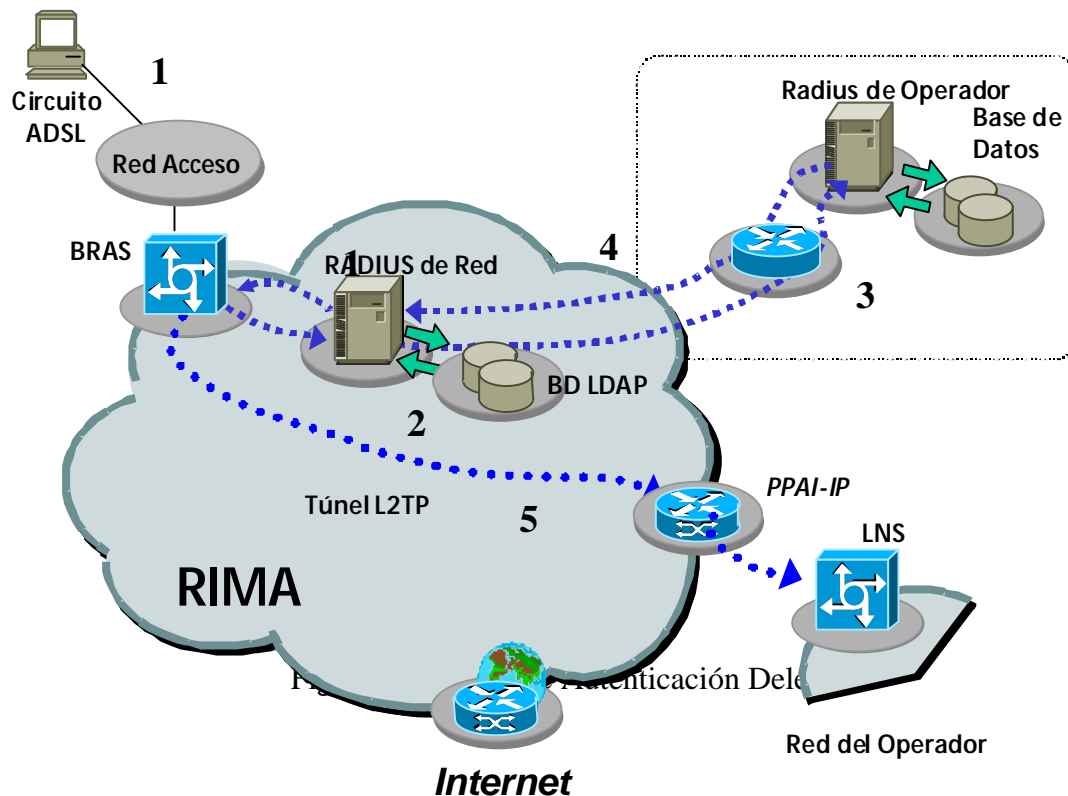 1
Circuito
ADSL
Red Acceso
BRAS
Radius de Operador
Base de
Datos
4
RADIUS de Red
1
3
BD LDAP
2
Túnel L2TP
5
PPAI-IP
LNS
RIMA
Autenticación
Red del Operador
Internet